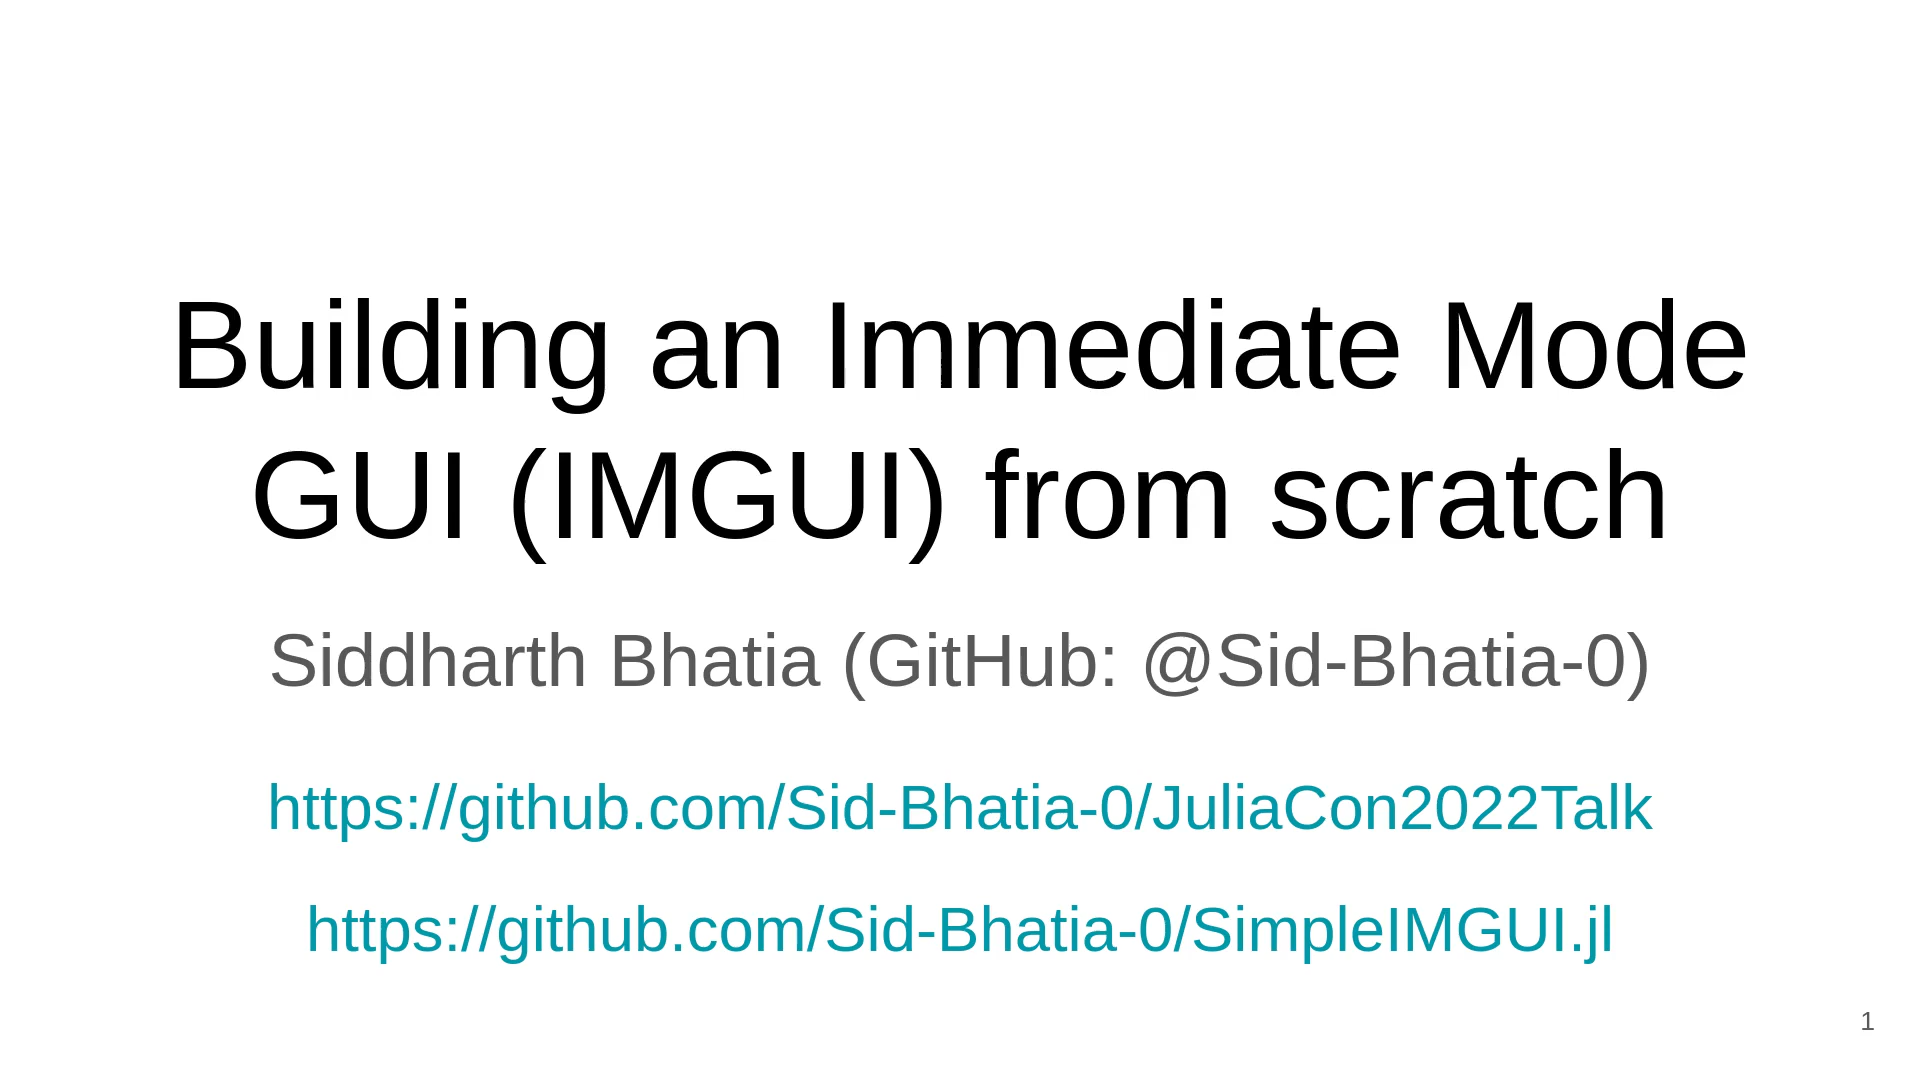 Building an Immediate Mode
GUI (IMGUI) from scratch
Siddharth Bhatia (GitHub: @Sid-Bhatia-0)
https://github.com/Sid-Bhatia-0/JuliaCon2022Talk
https://github.com/Sid-Bhatia-0/SimpleIMGUI.jl
1